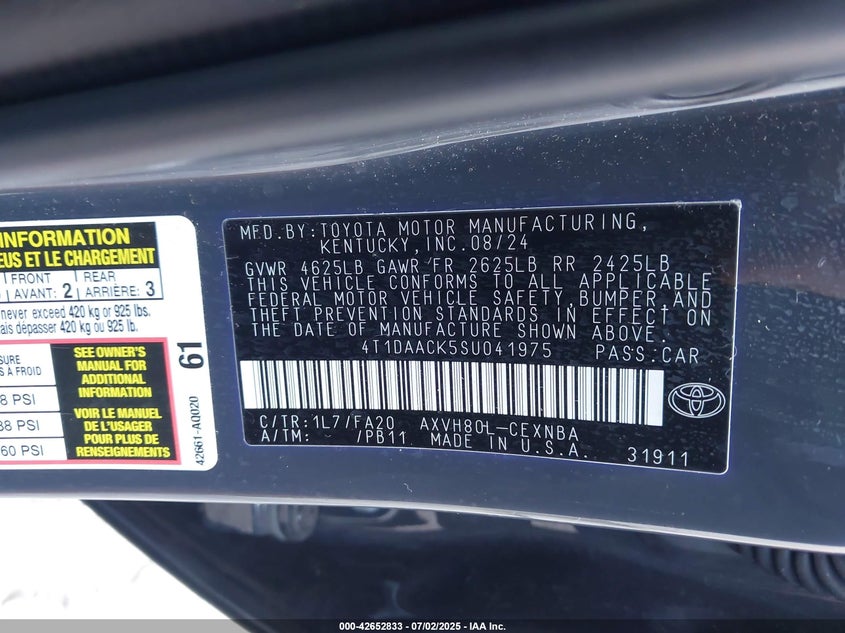 INFORMATION
EUS ET LE CHARGEMENT
FRONT
AVANT: 2
REAR
ARRIÈRE: 3
never exceed 420 kg or 925 lbs.
ais dépasser 420 kg ou 925 lb.
À FROID
8 PSI
38 PSI
60 PSI
SEE OWNER'S
MANUAL FOR
ADDITIONAL
INFORMATION
VOIR LE MANUEL
DE L'USAGER
POUR PLUS DE
RENSEIGNEMENTS
61
42661-A0020
MFD.BY:TOYOTA MOTOR MANUFACTURING,
KENTUCKY,INC.08/24
GVWR 4625LB GAWR FR 2625LB RR 2425LB
THIS VEHICLE CONFORMS TO ALL APPLICABLE
FEDERAL MOTOR VEHICLE SAFETY,BUMPER,AND
THEFT PREVENTION STANDARDS IN EFFECT ON
THE DATE OF MANUFACTURE SHOWN ABOVE.
4T1DAACK5SU041975 PASS.CAR
C/TR:1L7/FA20 AXVH80L-CEXNBA
A/TM: /PB11 MADE IN U.S.A.
31911
000-42652833 / 07/02/2025 - IAA Inc.